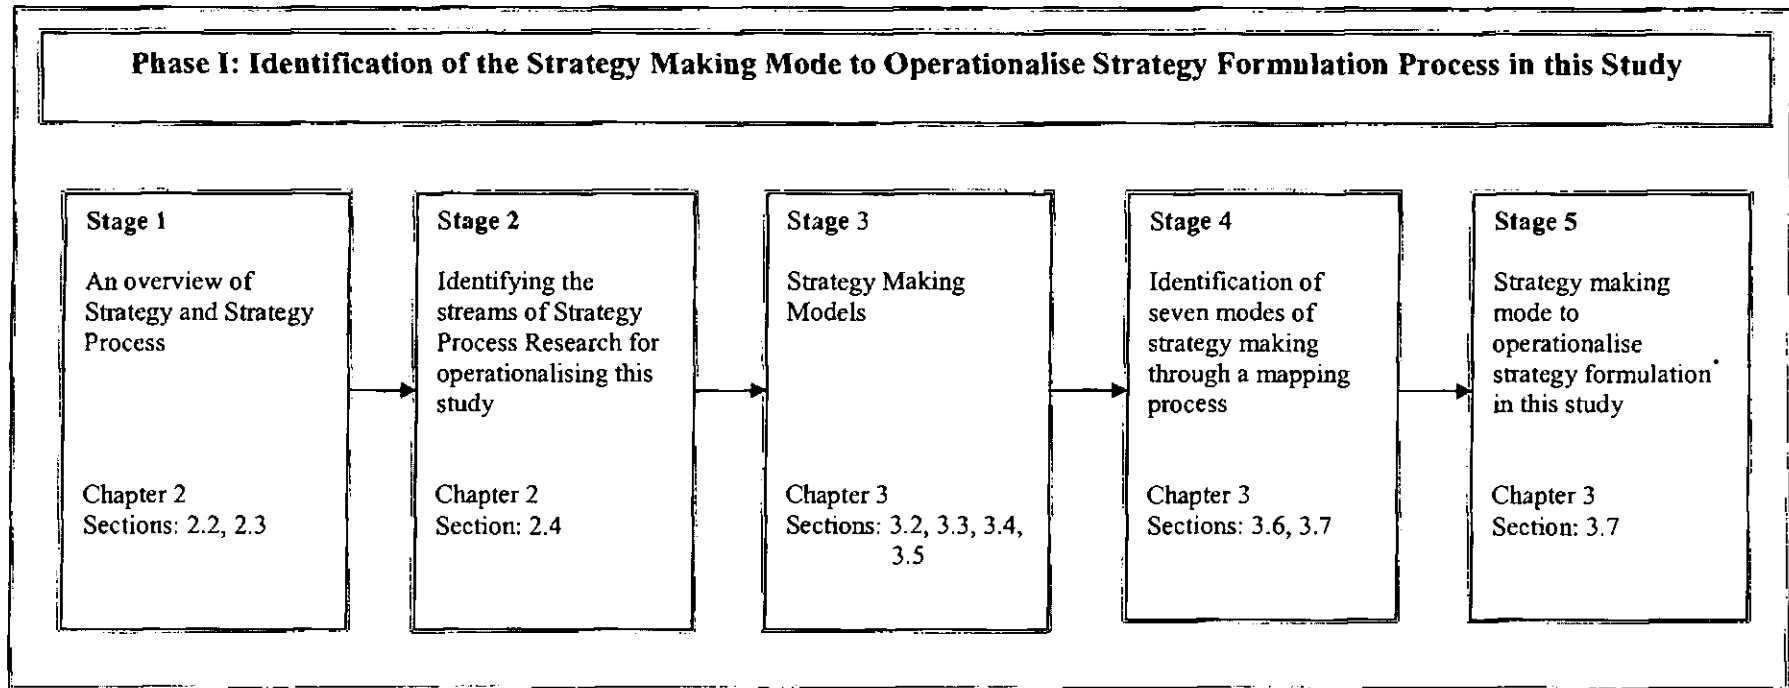 Phase I: Identification of the Strategy Making Mode to Operationalise Strategy Formulation Process in this Study
Stage 1
An overview of
Strategy and Strategy
Process
Chapter 2
Sections: 2.2, 2.3
Stage 2
Identifying the
streams of Strategy
Process Research for
operationalising this
study
Chapter 2
Section: 2.4
Stage 3
Strategy Making
Models
Chapter 3
Sections: 3.2, 3.3, 3.4,
3.5
Stage 4
Identification of
seven modes of
strategy making
through a mapping
process
Chapter 3
Sections: 3.6, 3.7
Stage 5
Strategy making
mode to
operationalise
strategy formulation
in this study
Chapter 3
Section: 3.7